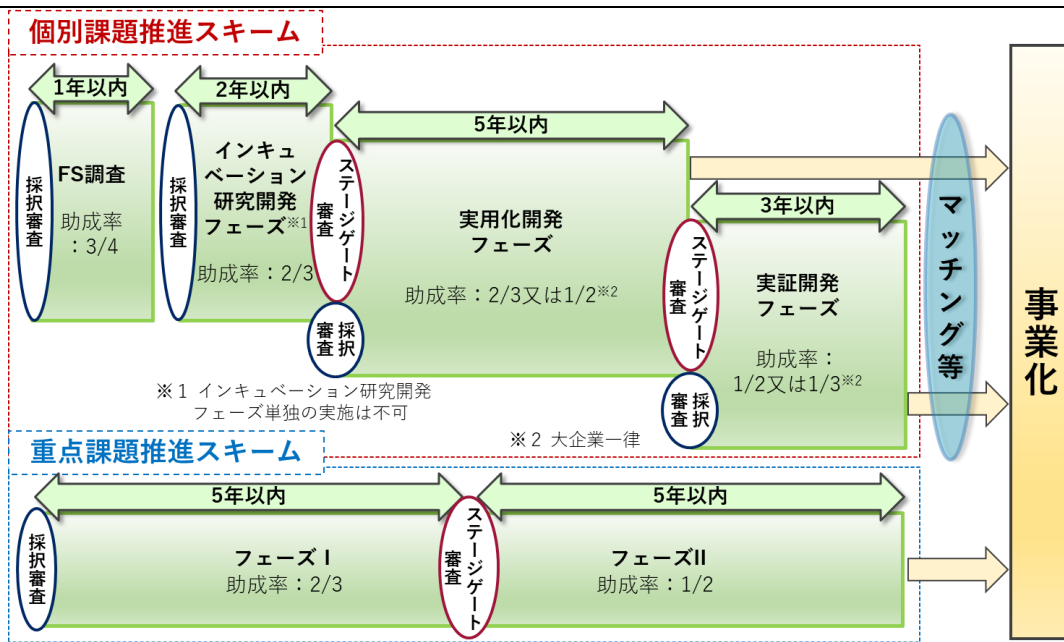 個別課題推進スキーム
1年以内
採択審査
FS調査
助成率
：3/4
2年以内
採択審査
インキュ
ベーション
研究開発
フェーズ※1
助成率：2/3
5年以内
ステージゲート
審査
採択
審査
実用化開発
フェーズ
助成率：2/3又は1/2※2
3年以内
ステージゲート
審査
採択
審査
実証開発
フェーズ
助成率：
1/2又は1/3※2
マッチング等
事業化
※１ インキュベーション研究開発
フェーズ単独の実施は不可
※２ 大企業一律
重点課題推進スキーム
5年以内
採択審査
フェーズⅠ
助成率：2/3
ステージゲート
審査
5年以内
フェーズII
助成率：1/2